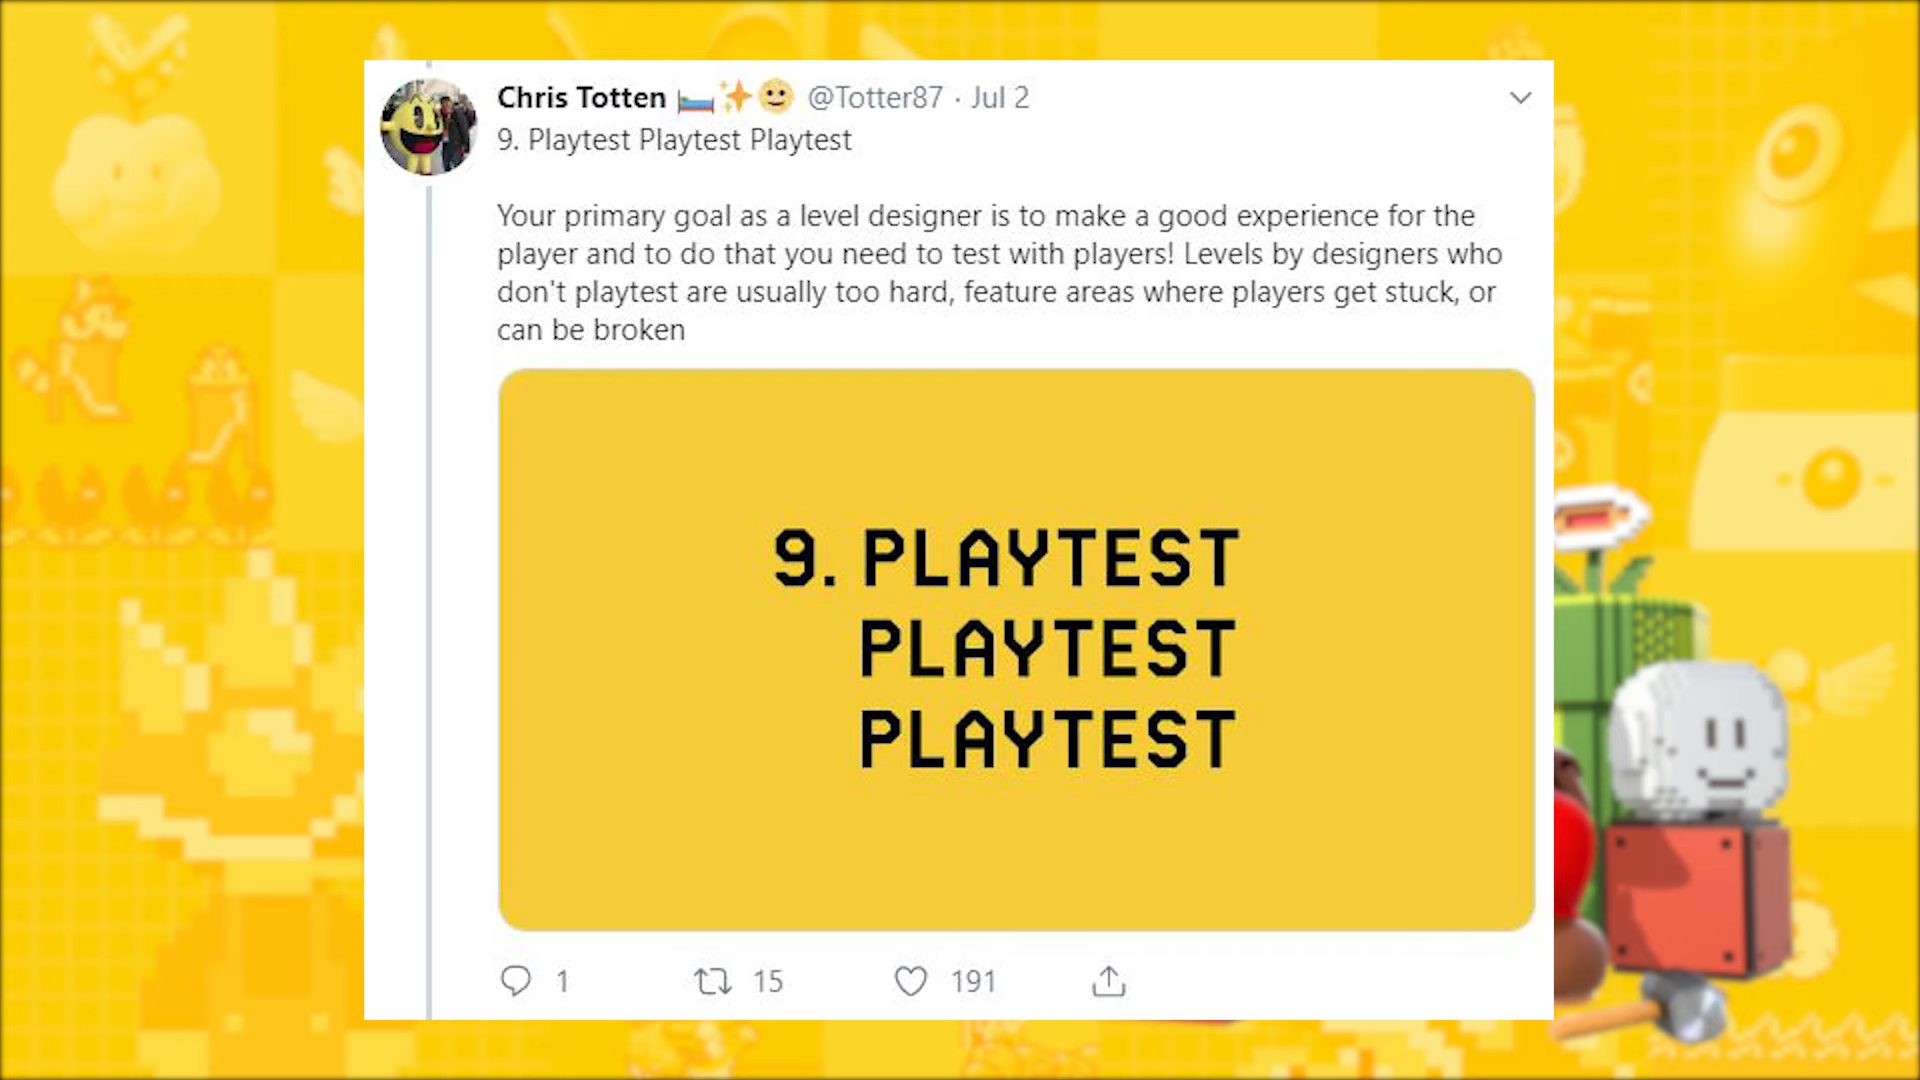 Chris Totten 🛏️✨🌝 @Totter87 · Jul 2
9. Playtest Playtest Playtest
Your primary goal as a level designer is to make a good experience for the
player and to do that you need to test with players! Levels by designers who
don't playtest are usually too hard, feature areas where players get stuck, or
can be broken
9. PLAYTEST
PLAYTEST
PLAYTEST
1 15 191